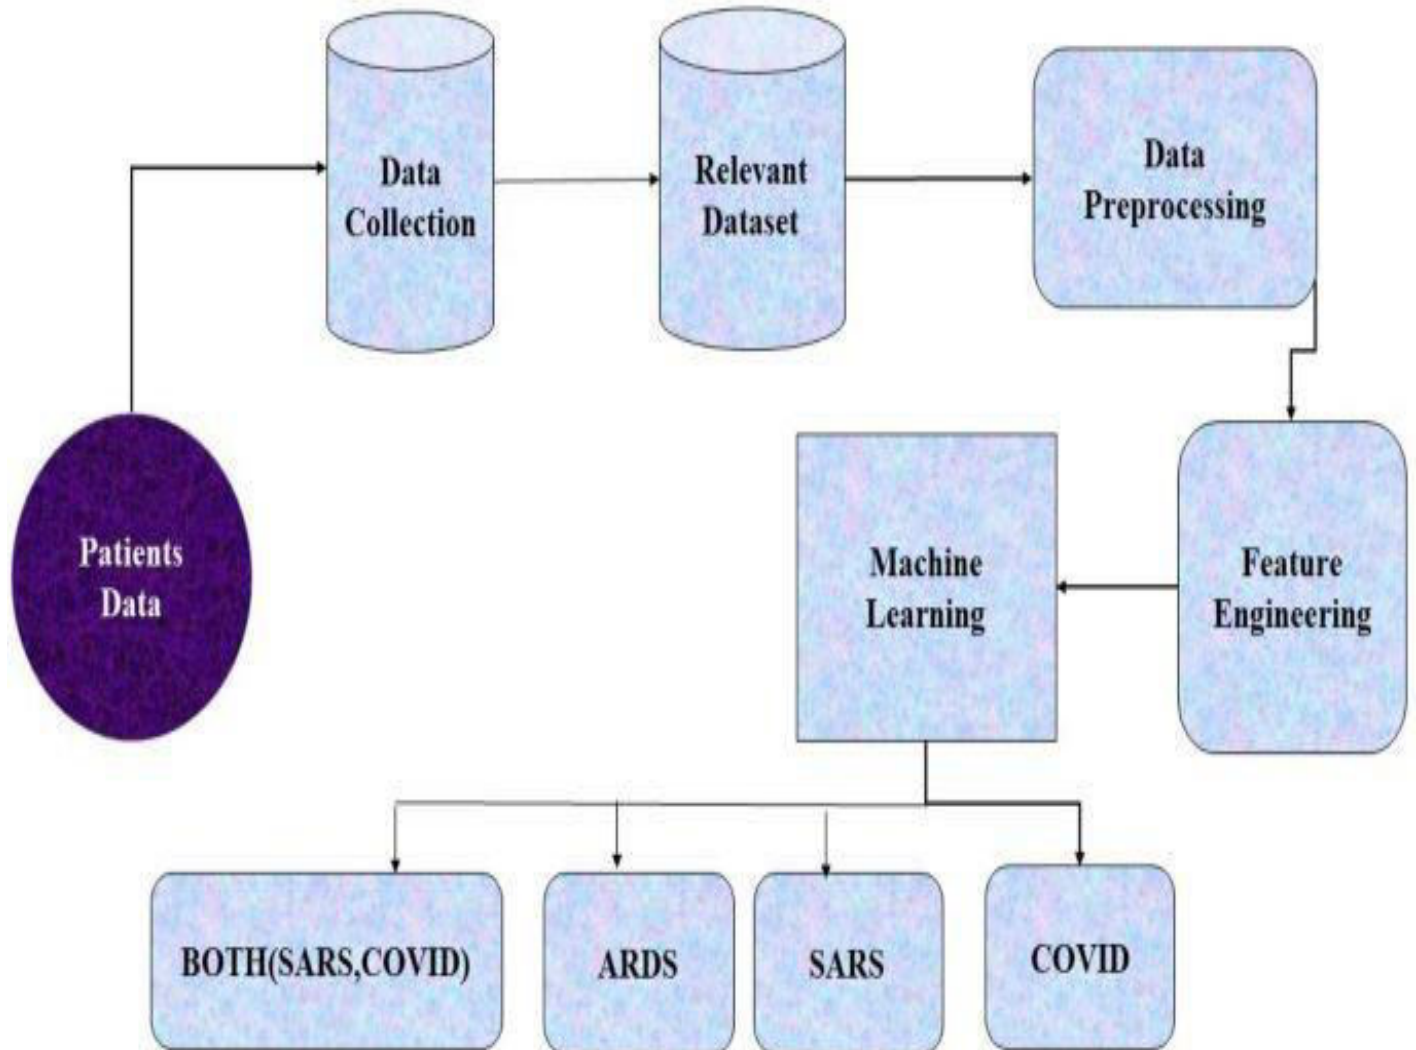 Data
Collection
Relevant
Dataset
Data
Preprocessing
Patients
Data
Machine
Learning
Feature
Engineering
BOTH(SARS,COVID)
ARDS
SARS
COVID